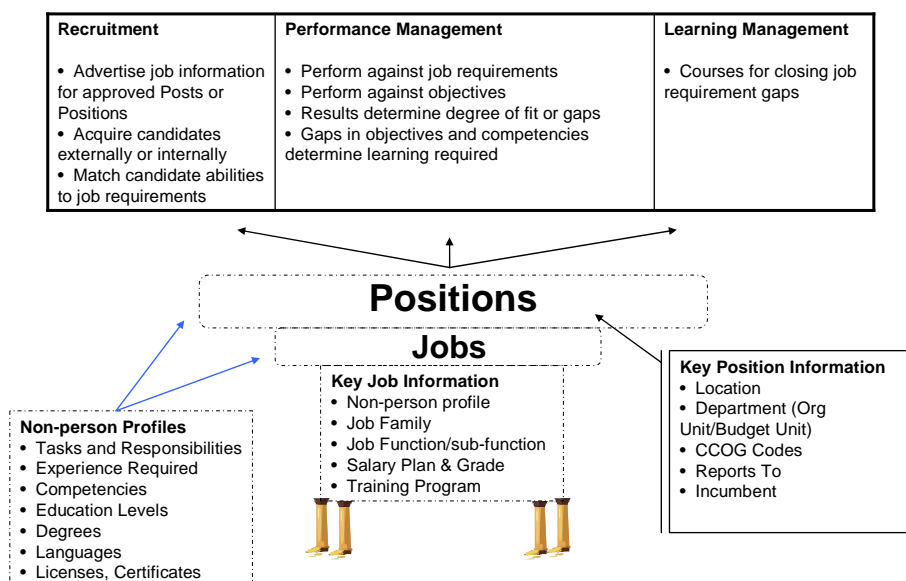 Recruitment
• Advertise job information
for approved Posts or
Positions
• Acquire candidates
externally or internally
• Match candidate abilities
to job requirements
Performance Management
• Perform against job requirements
• Perform against objectives
• Results determine degree of fit or gaps
• Gaps in objectives and competencies
determine learning required
Learning Management
• Courses for closing job
requirement gaps
Positions
Jobs
Key Job Information
• Non-person profile
• Job Family
• Job Function/sub-function
• Salary Plan & Grade
• Training Program
Non-person Profiles
• Tasks and Responsibilities
• Experience Required
• Competencies
• Education Levels
• Degrees
• Languages
• Licenses, Certificates
Key Position Information
• Location
• Department (Org
Unit/Budget Unit)
• CCOG Codes
• Reports To
• Incumbent